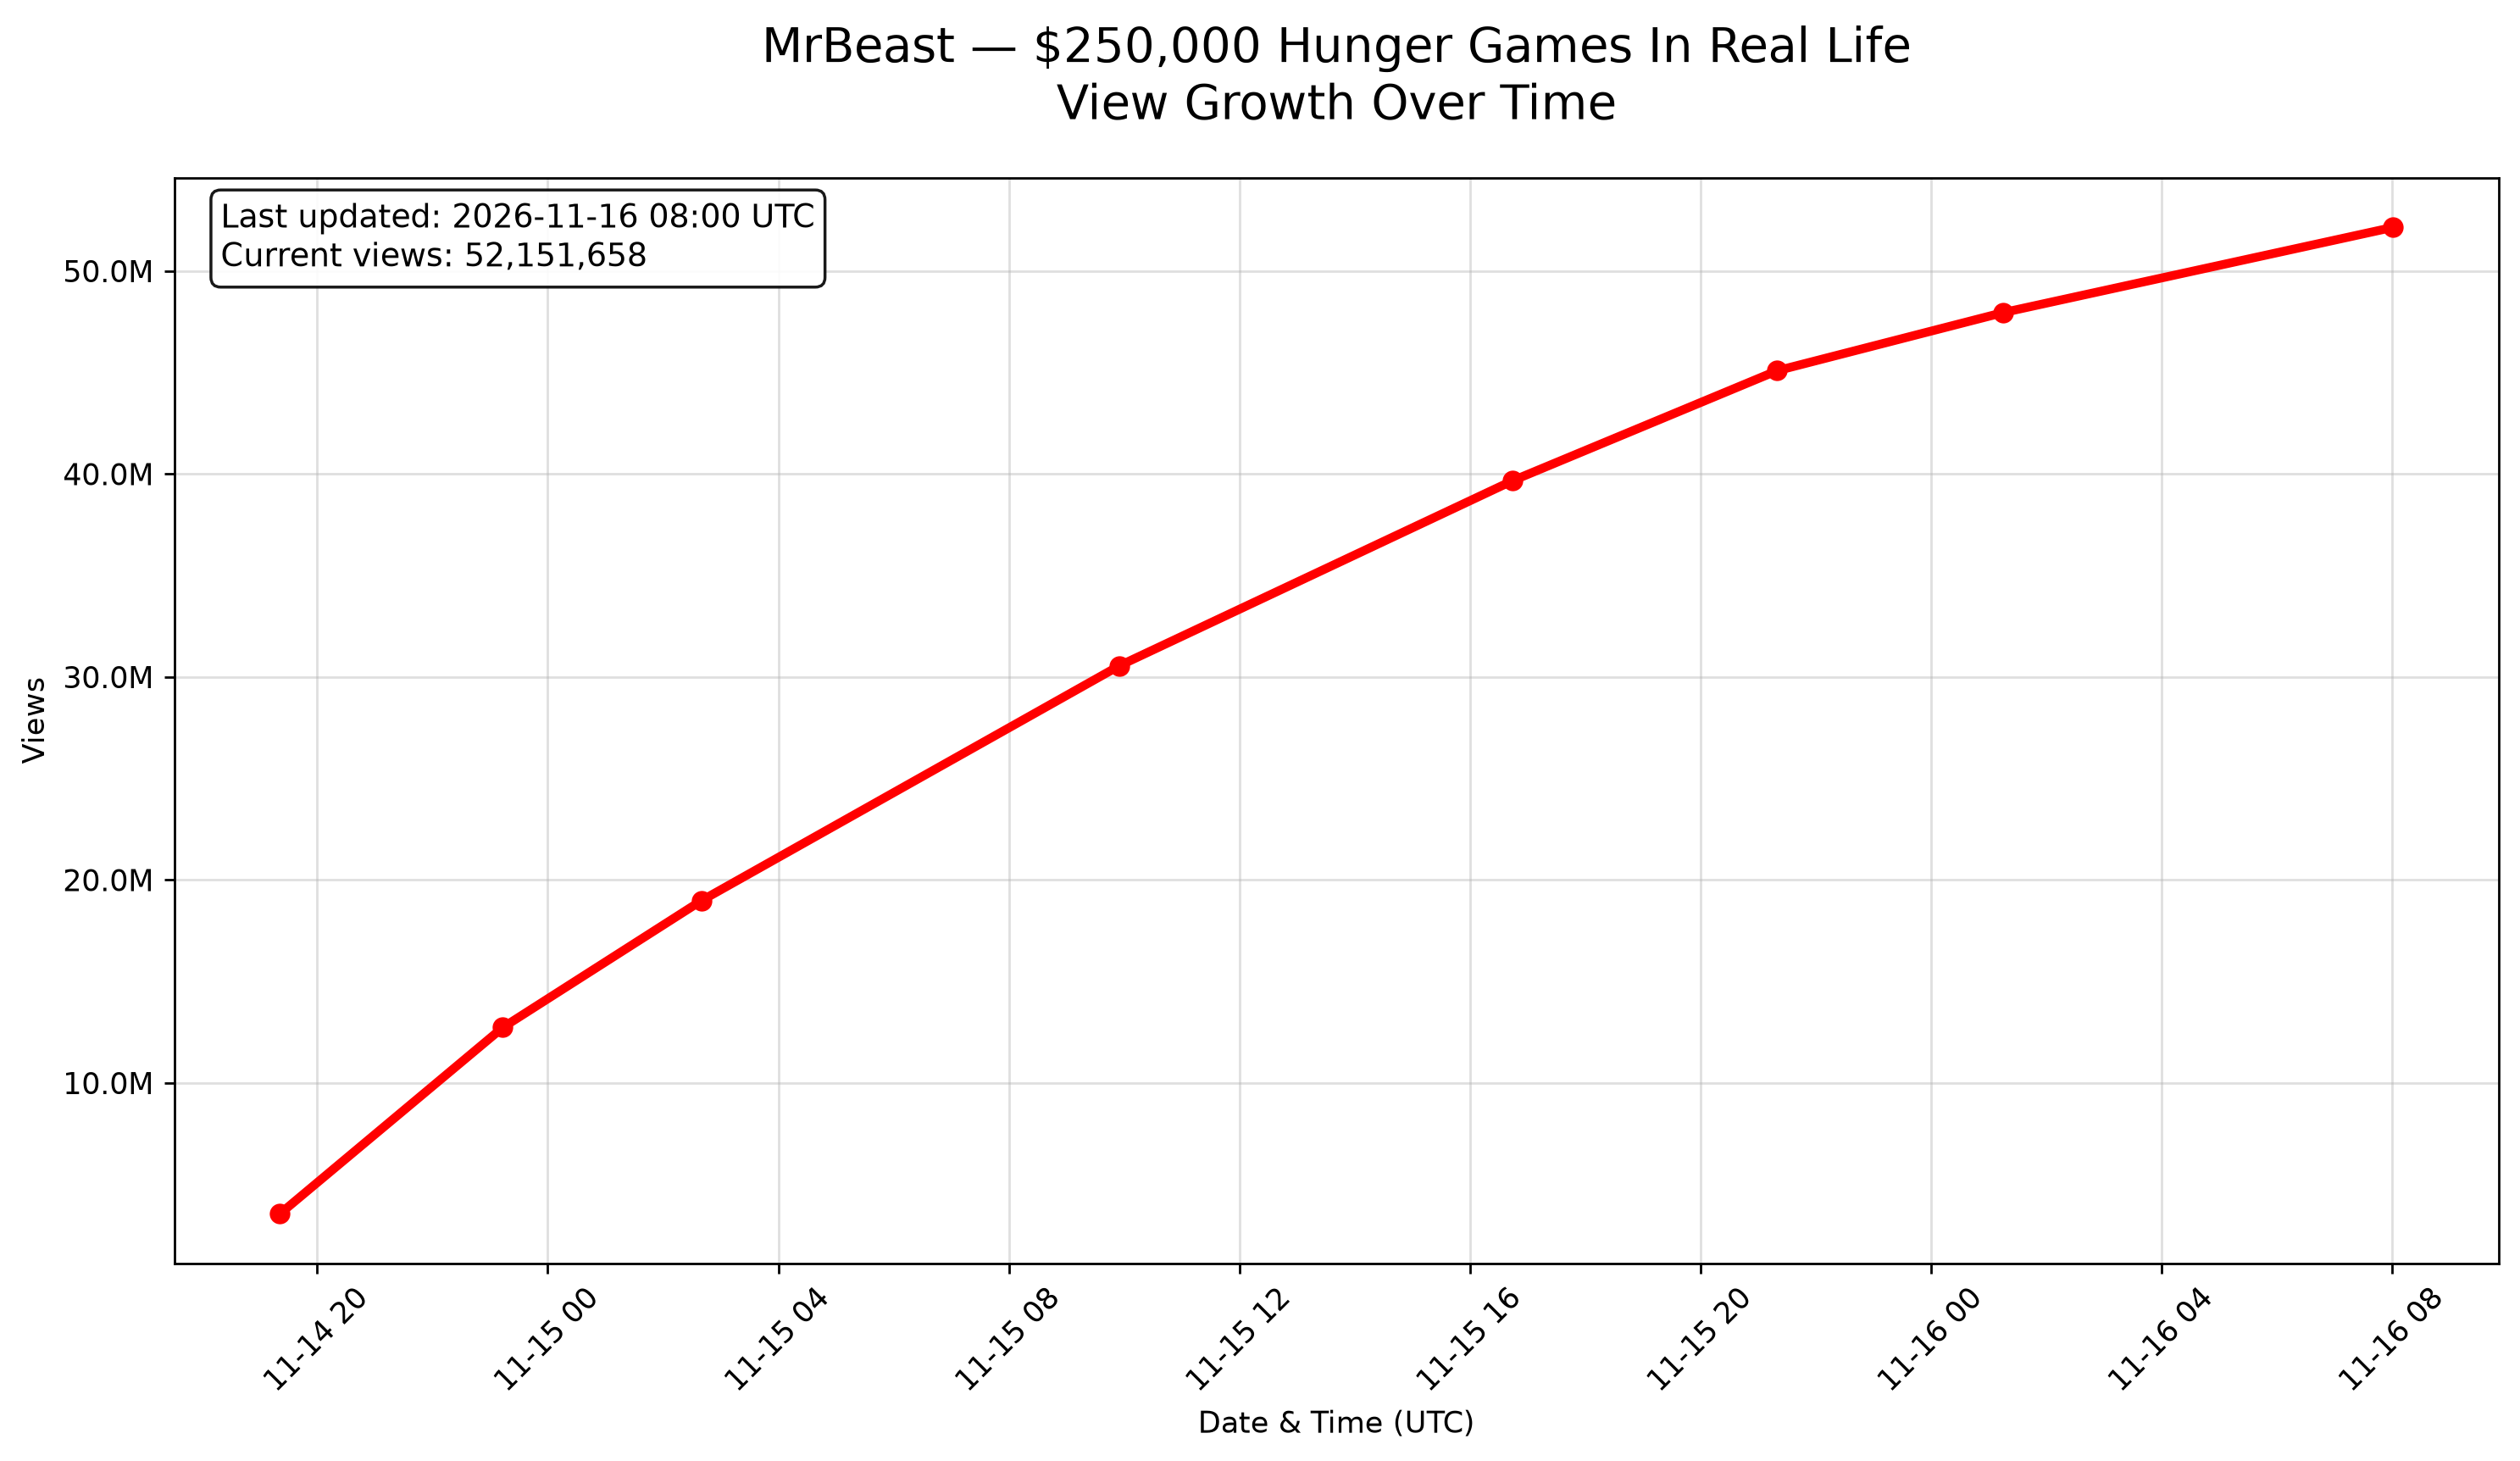 MrBeast — $250,000 Hunger Games In Real Life
View Growth Over Time
Last updated: 2026-11-16 08:00 UTC
Current views: 52,151,658
50.0M
40.0M
30.0M
20.0M
10.0M
Views
11-14 20
11-15 00
11-15 04
11-15 08
11-15 12
11-15 16
11-15 20
11-16 00
11-16 04
11-16 08
Date & Time (UTC)